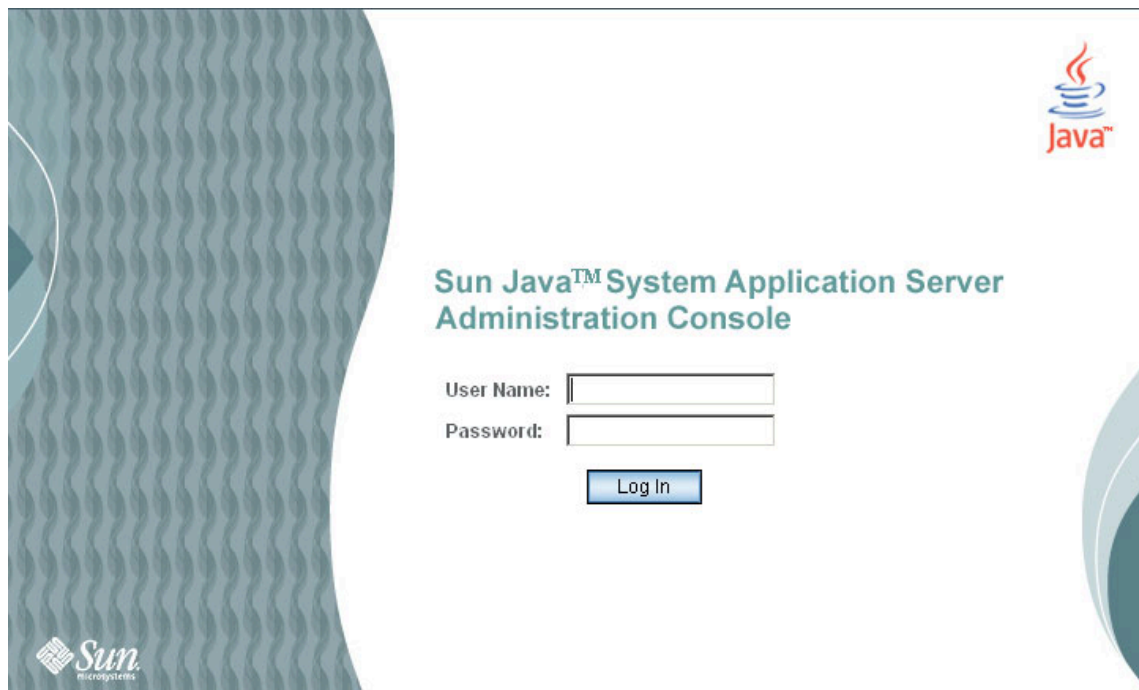 Java™
Sun Java™ System Application Server
Administration Console
User Name:
Password:
Log In
Sun.
microsystems